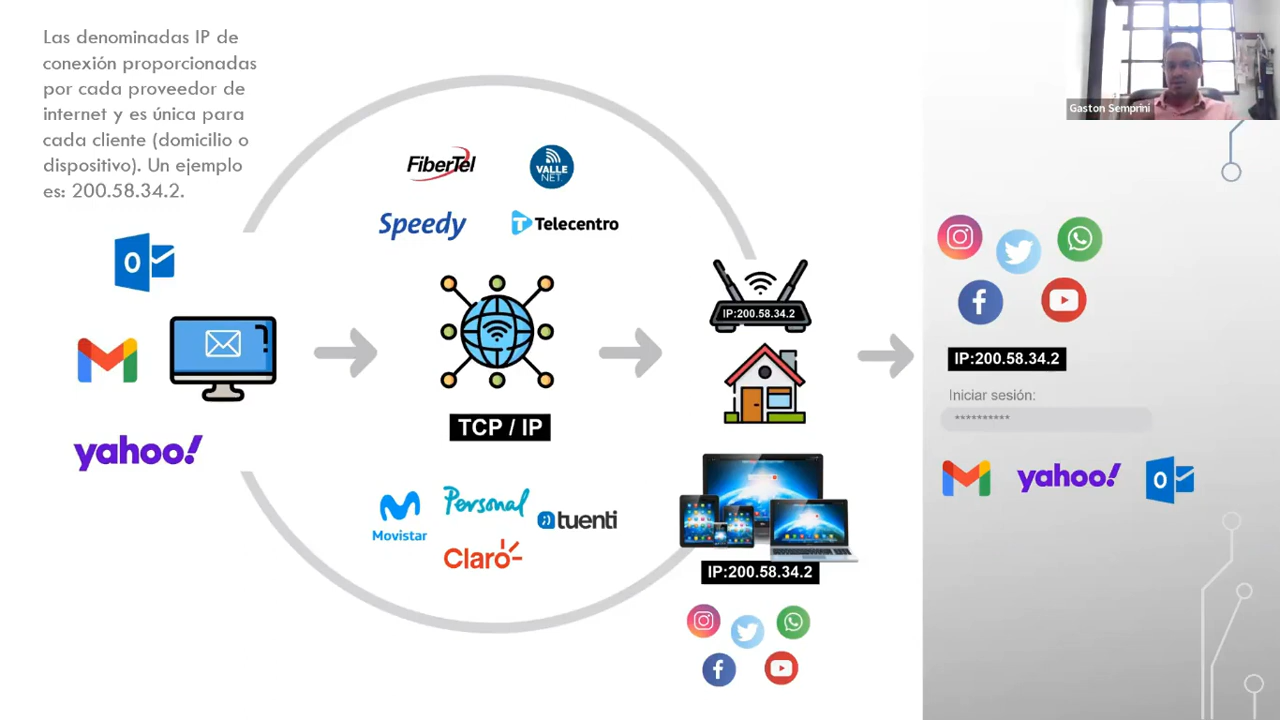 Las denominadas IP de
conexión proporcionadas
por cada proveedor de
internet y es única para
cada cliente (domicilio o
dispositivo). Un ejemplo
es: 200.58.34.2.
Gaston Semprini
FiberTel
VALLE
NET
Speedy
Telecentro
yahoo!
TCP / IP
Movistar
Personal
tuenti
Claro
IP:200.58.34.2
IP:200.58.34.2
IP:200.58.34.2
Iniciar sesión:
**********
yahoo!